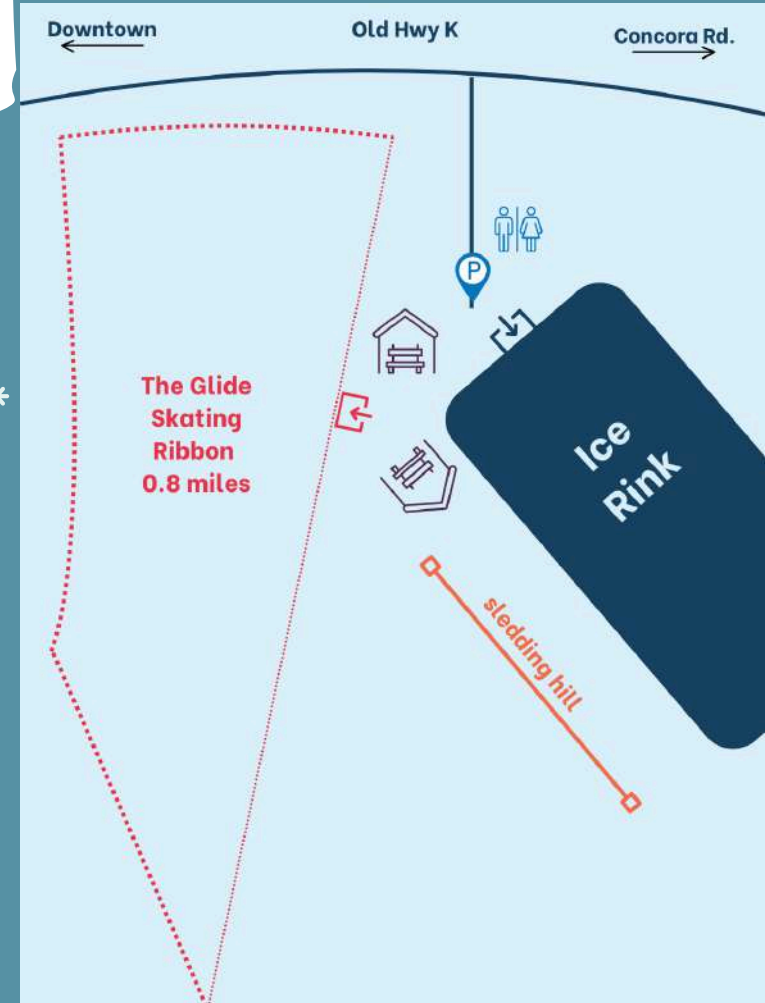 Downtown
Old Hwy K
Concora Rd.
P
The Glide
Skating
Ribbon
0.8 miles
Ice
Rink
sledding hill